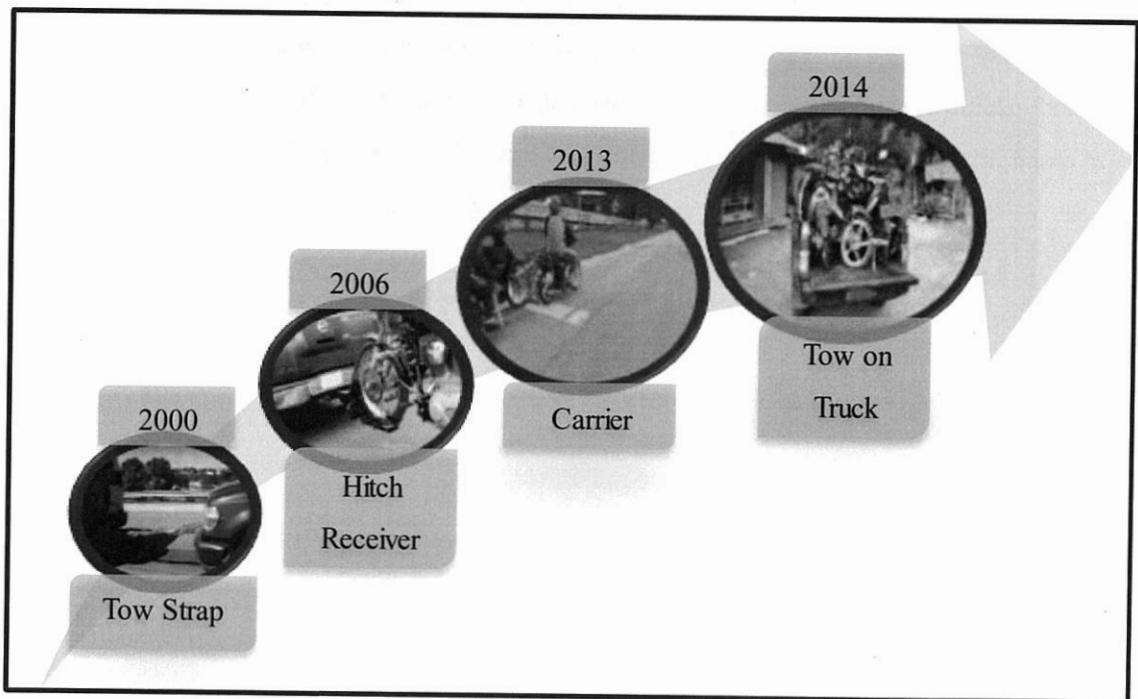 2000
Tow Strap
2006
Hitch
Receiver
2013
Carrier
2014
Tow on
Truck